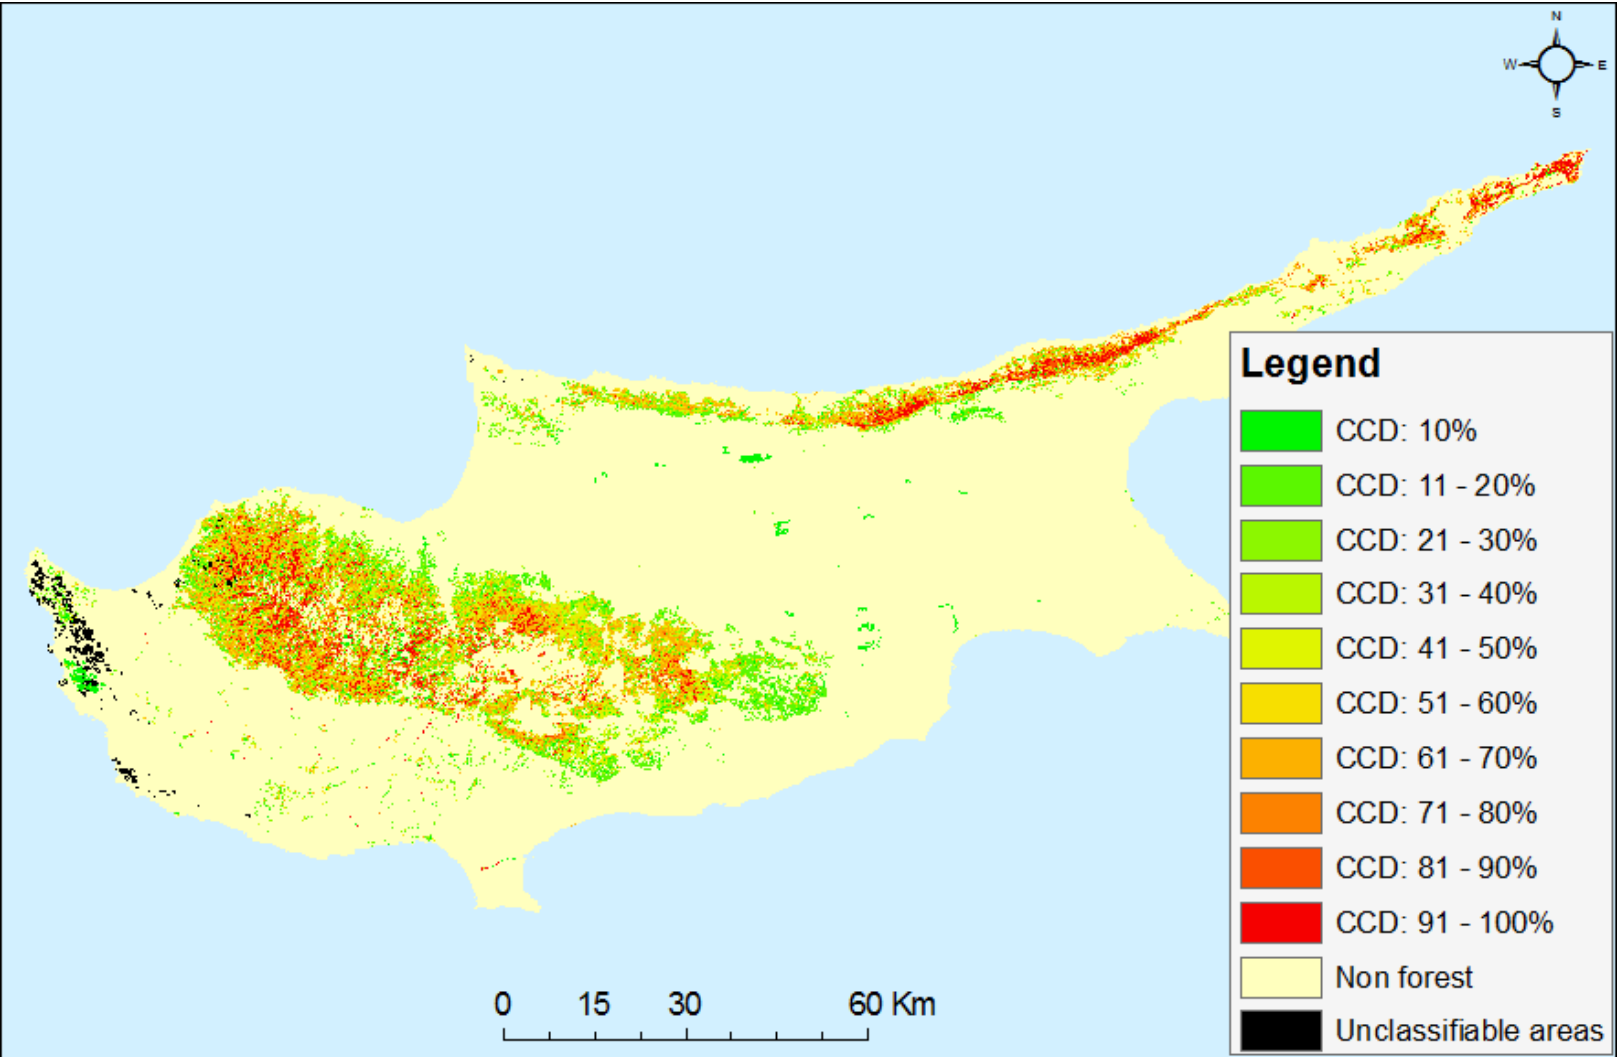 N
W E
S
Legend
CCD: 10%
CCD: 11 - 20%
CCD: 21 - 30%
CCD: 31 - 40%
CCD: 41 - 50%
CCD: 51 - 60%
CCD: 61 - 70%
CCD: 71 - 80%
CCD: 81 - 90%
CCD: 91 - 100%
Non forest
Unclassifiable areas
0 15 30 60 Km